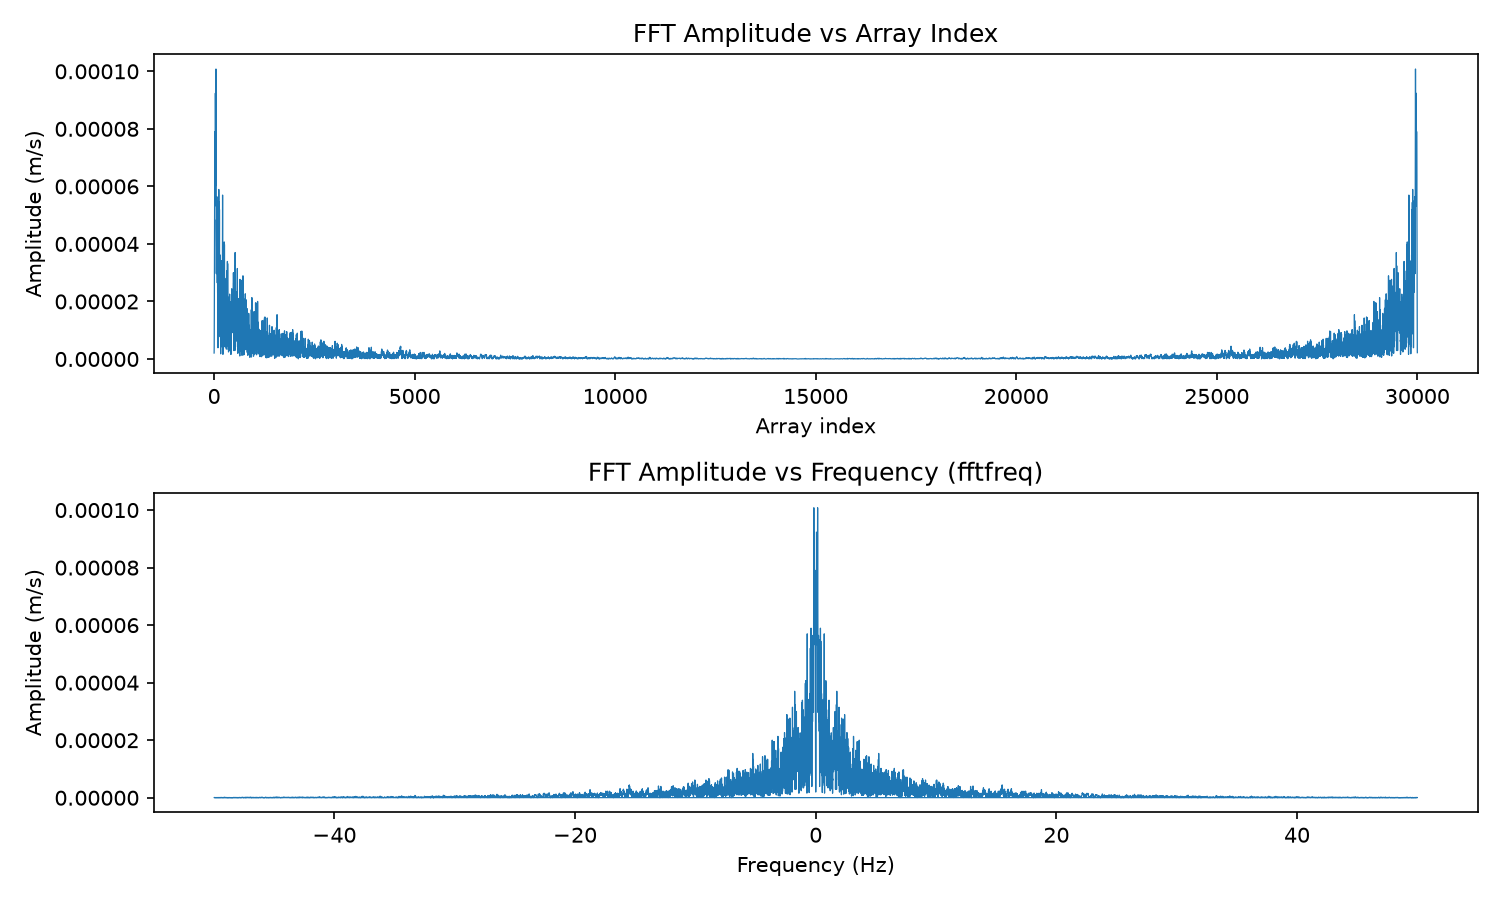 FFT Amplitude vs Array Index
Amplitude (m/s)
0.00010
0.00008
0.00006
0.00004
0.00002
0.00000
0 5000 10000 15000 20000 25000 30000
Array index
FFT Amplitude vs Frequency (fftfreq)
Amplitude (m/s)
0.00010
0.00008
0.00006
0.00004
0.00002
0.00000
−40 −20 0 20 40
Frequency (Hz)